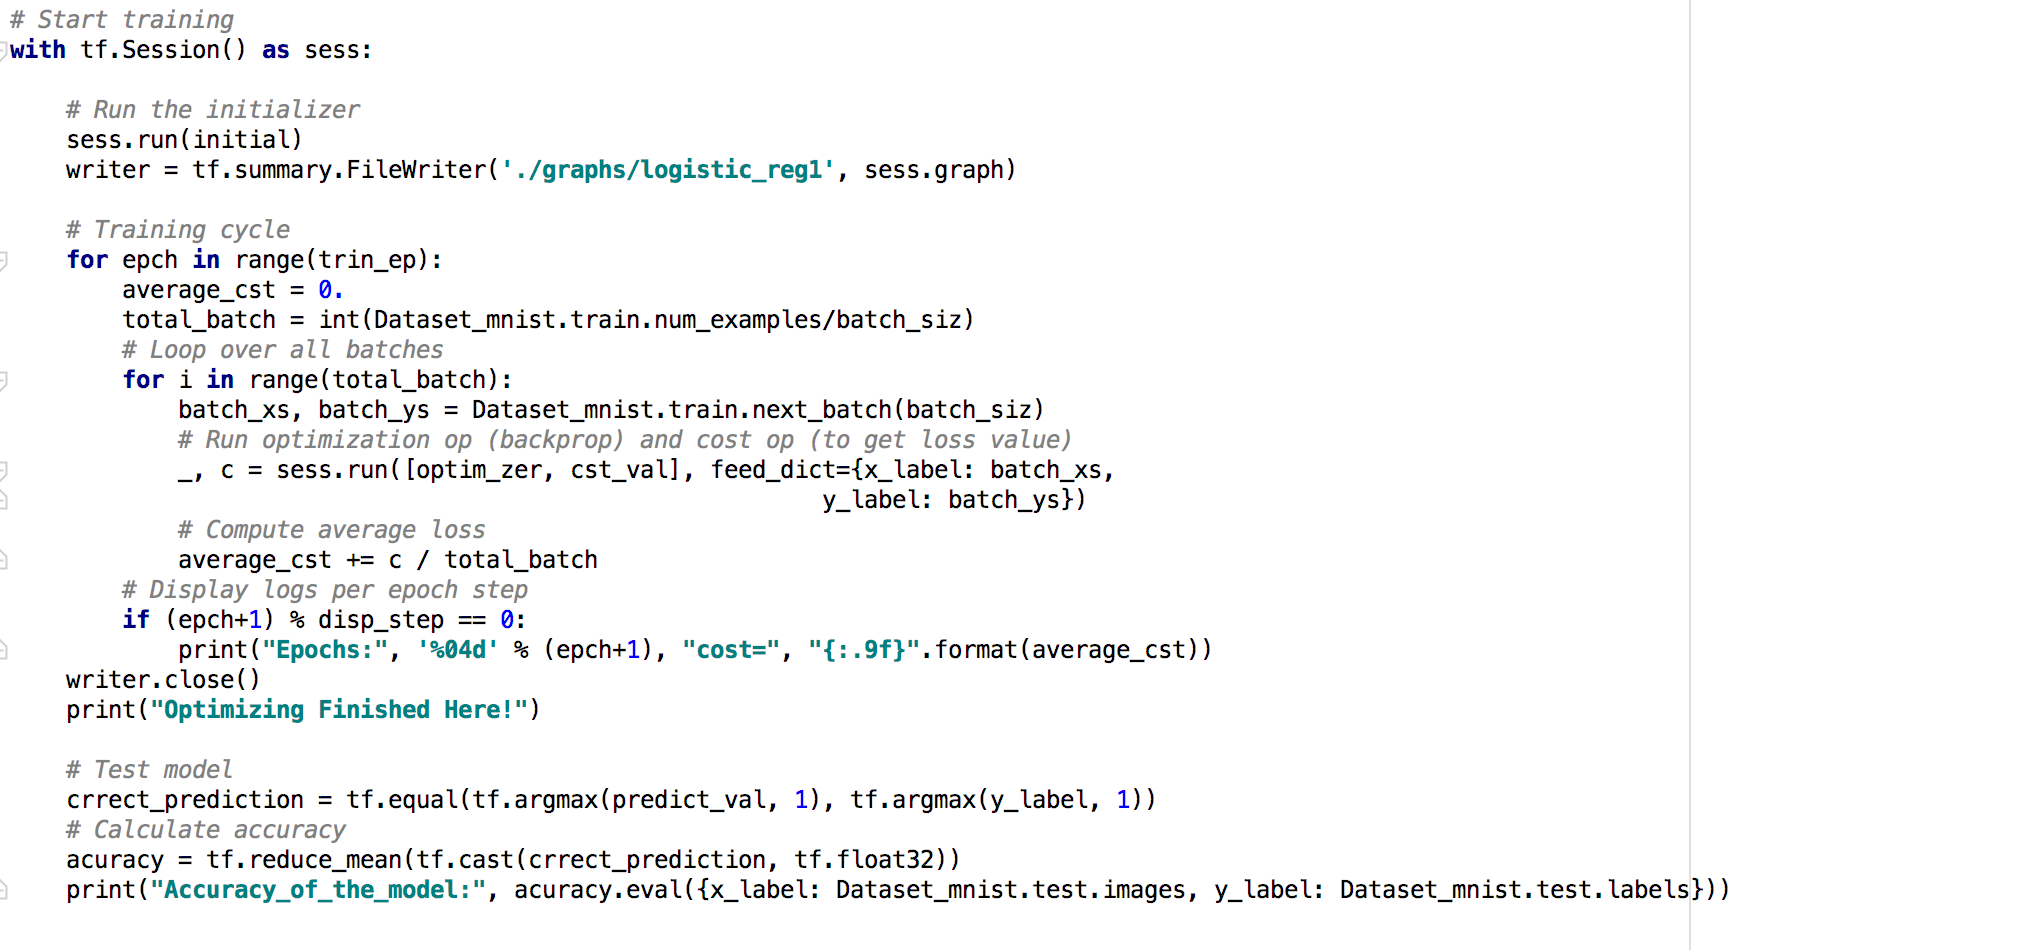 # Start training
with tf.Session() as sess:

    # Run the initializer
    sess.run(initial)
    writer = tf.summary.FileWriter('./graphs/logistic_reg1', sess.graph)

    # Training cycle
    for epch in range(trin_ep):
        average_cst = 0.
        total_batch = int(Dataset_mnist.train.num_examples/batch_siz)
        # Loop over all batches
        for i in range(total_batch):
            batch_xs, batch_ys = Dataset_mnist.train.next_batch(batch_siz)
            # Run optimization op (backprop) and cost op (to get loss value)
            _, c = sess.run([optim_zer, cst_val], feed_dict={x_label: batch_xs,
                                                          y_label: batch_ys})
            # Compute average loss
            average_cst += c / total_batch
        # Display logs per epoch step
        if (epch+1) % disp_step == 0:
            print("Epochs:", '%04d' % (epch+1), "cost=", "{:.9f}".format(average_cst))
    writer.close()
    print("Optimizing Finished Here!")

    # Test model
    crrect_prediction = tf.equal(tf.argmax(predict_val, 1), tf.argmax(y_label, 1))
    # Calculate accuracy
    acuracy = tf.reduce_mean(tf.cast(crrect_prediction, tf.float32))
    print("Accuracy_of_the_model:", acuracy.eval({x_label: Dataset_mnist.test.images, y_label: Dataset_mnist.test.labels}))